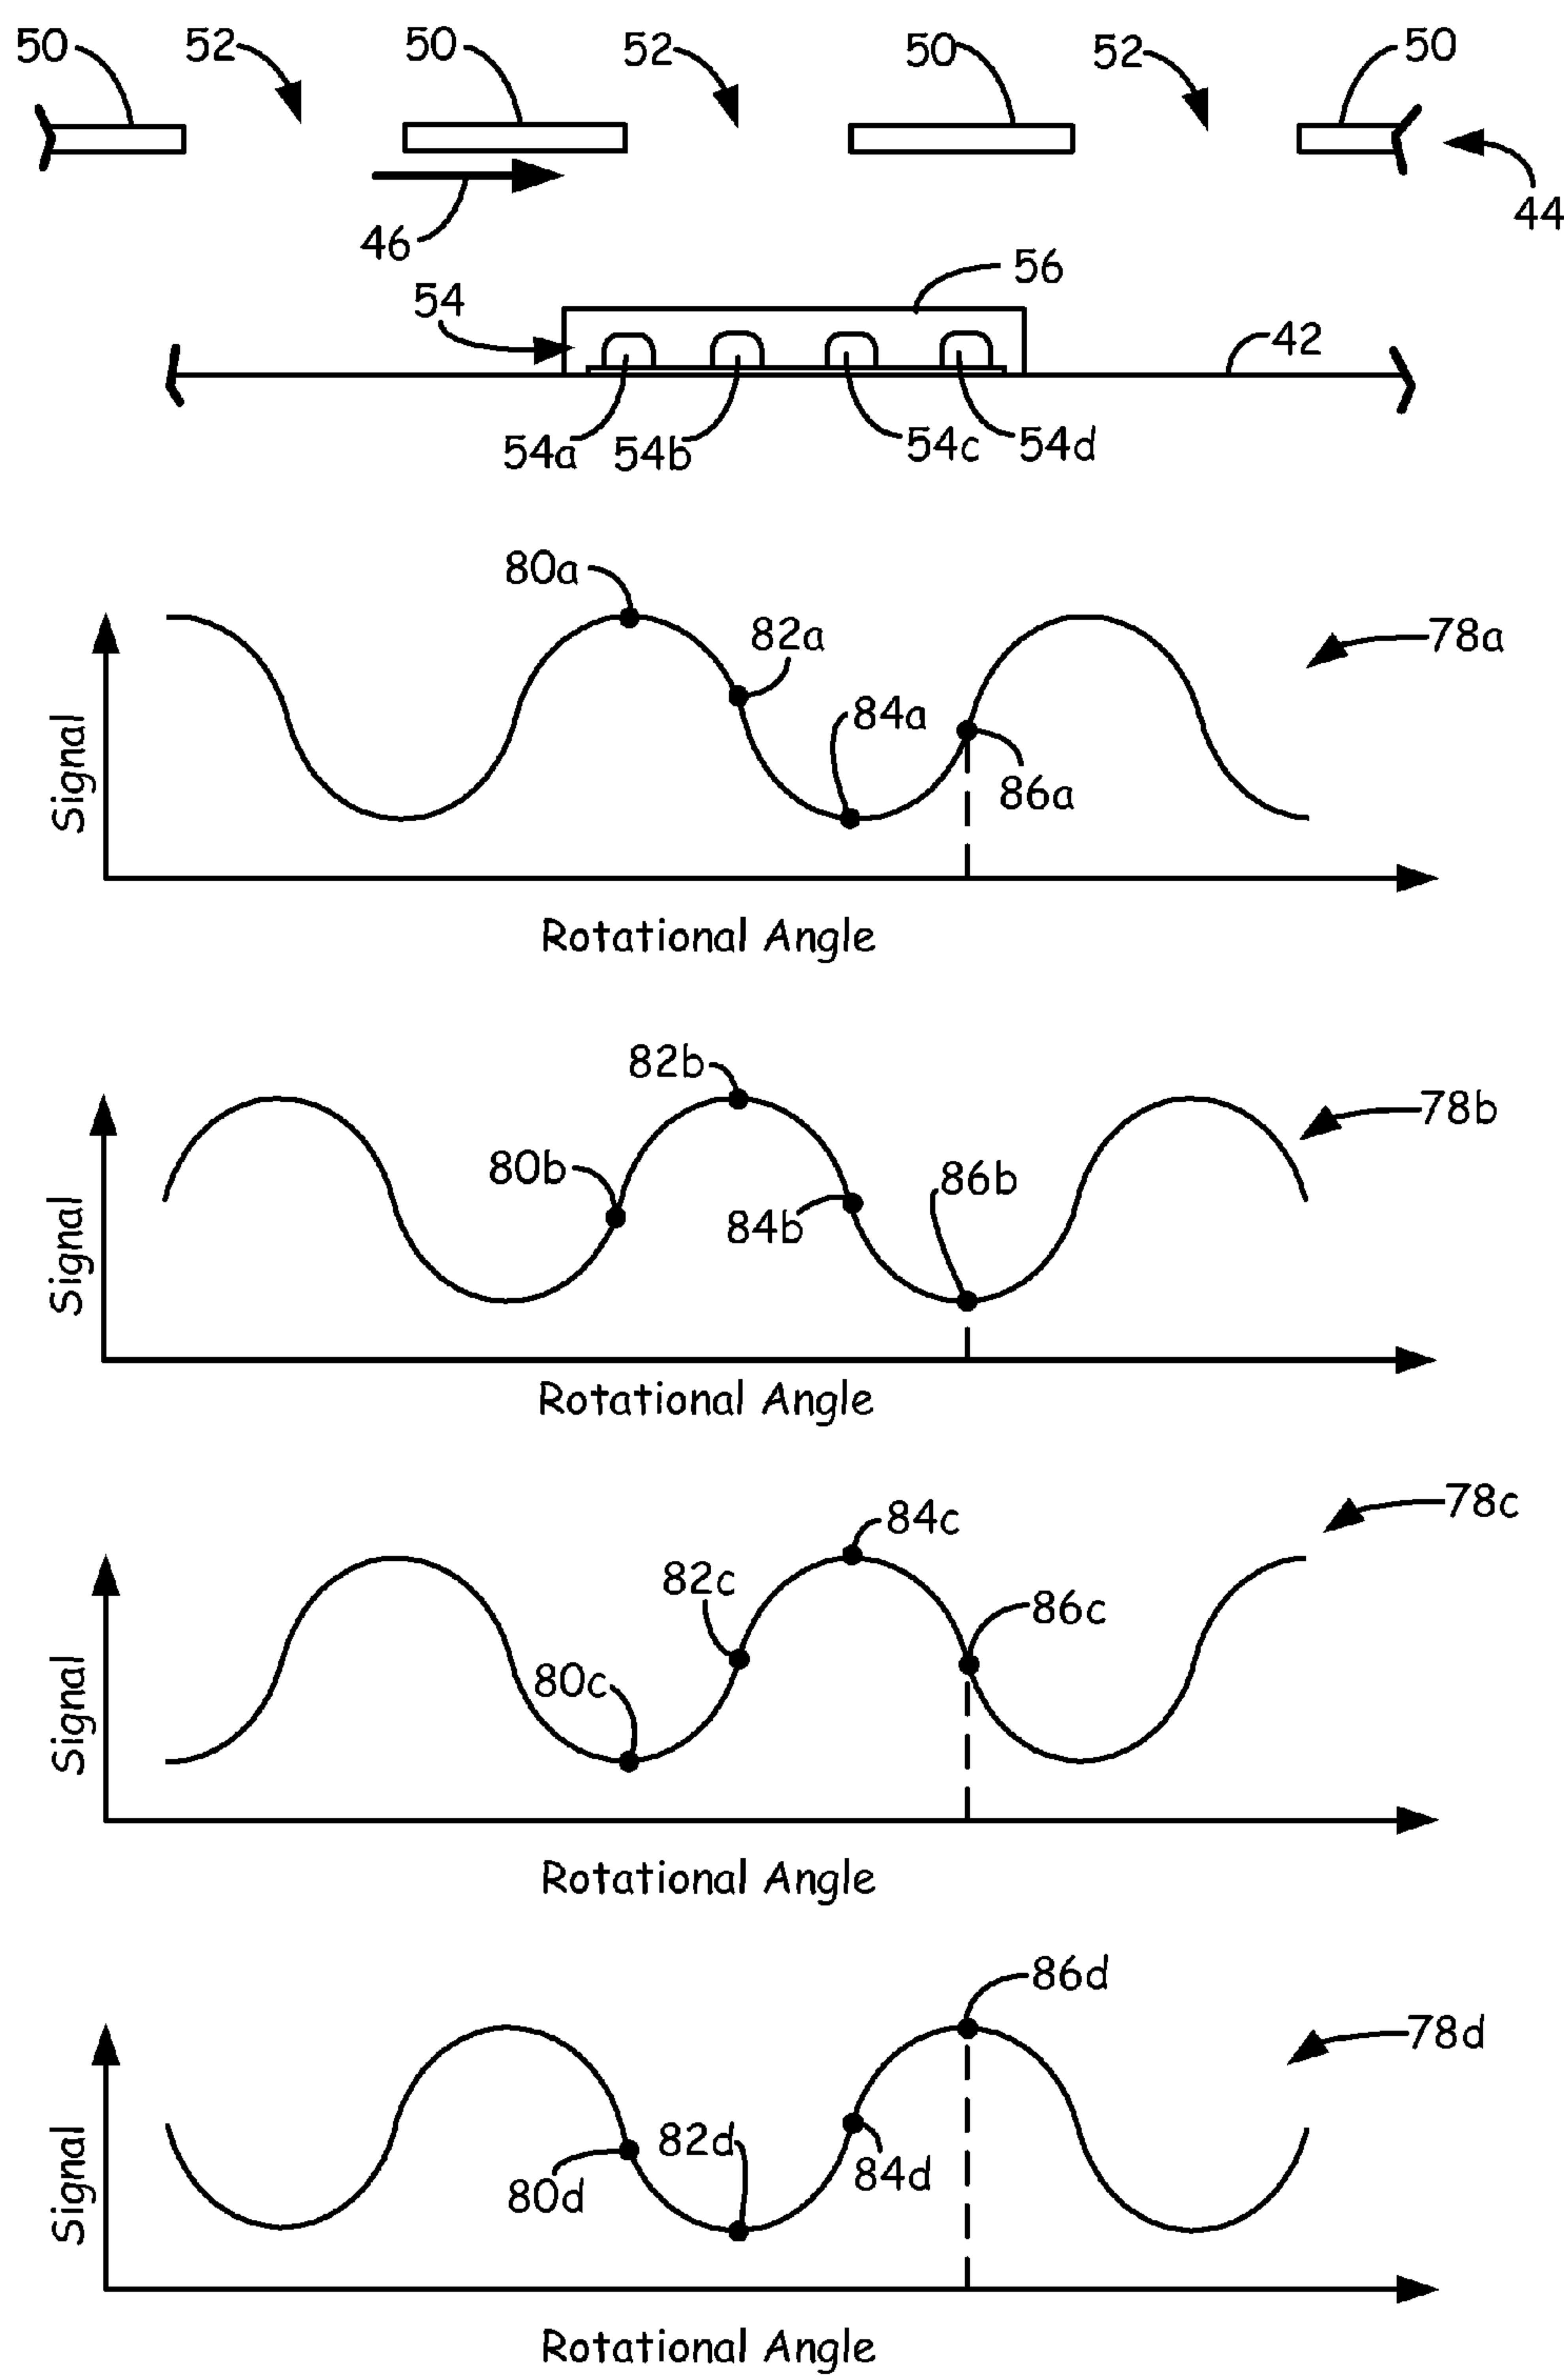 50 52 50 52 50 52 50
44
46
54 56
42
54a 54b 54c 54d
80a
82a 78a
84a
86a
Signal
Rotational Angle
82b
78b
80b 86b
84b
Signal
Rotational Angle
84c 78c
82c
86c
80c
Signal
Rotational Angle
86d
78d
82d
84d
80d
Signal
Rotational Angle